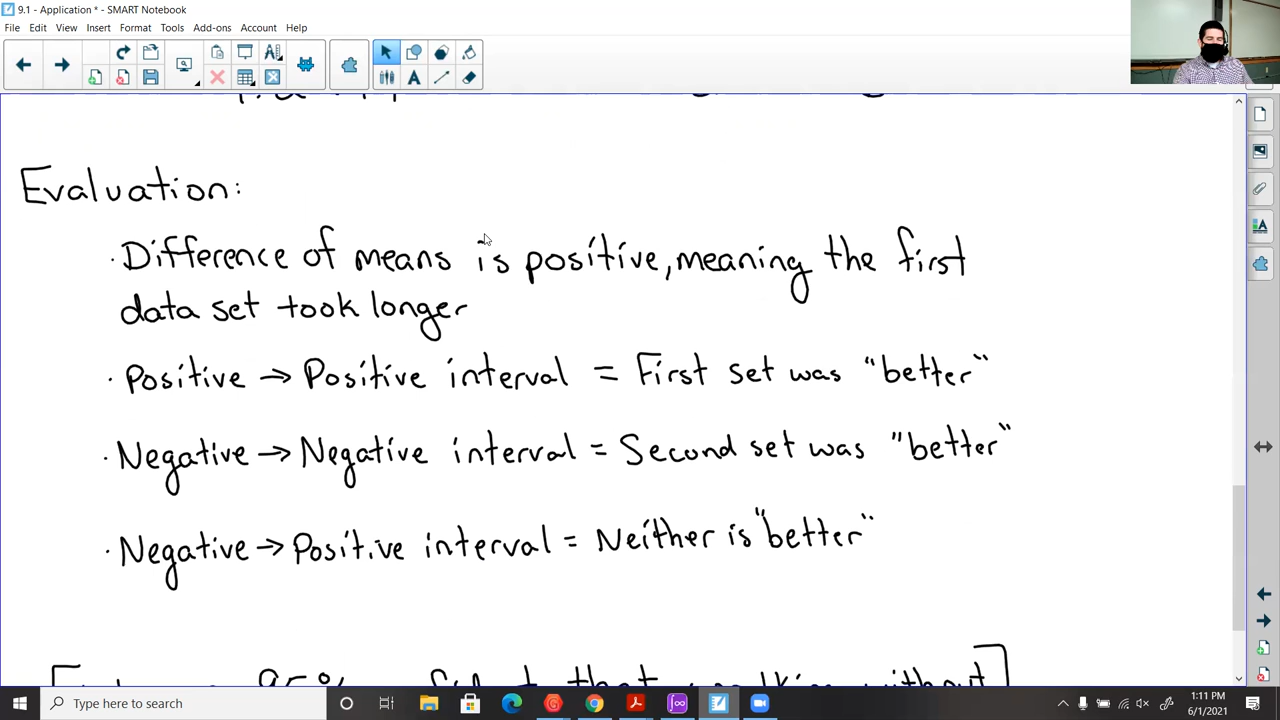 9.1 - Application * - SMART Notebook
File Edit View Insert Format Tools Add-ons Account Help
Evaluation:
· Difference of means is positive, meaning the first
data set took longer
· Positive → Positive interval = First set was "better"
· Negative → Negative interval = Second set was "better"
· Negative → Positive interval = Neither is "better"
95% that without
Type here to search
1:11 PM
6/1/2021